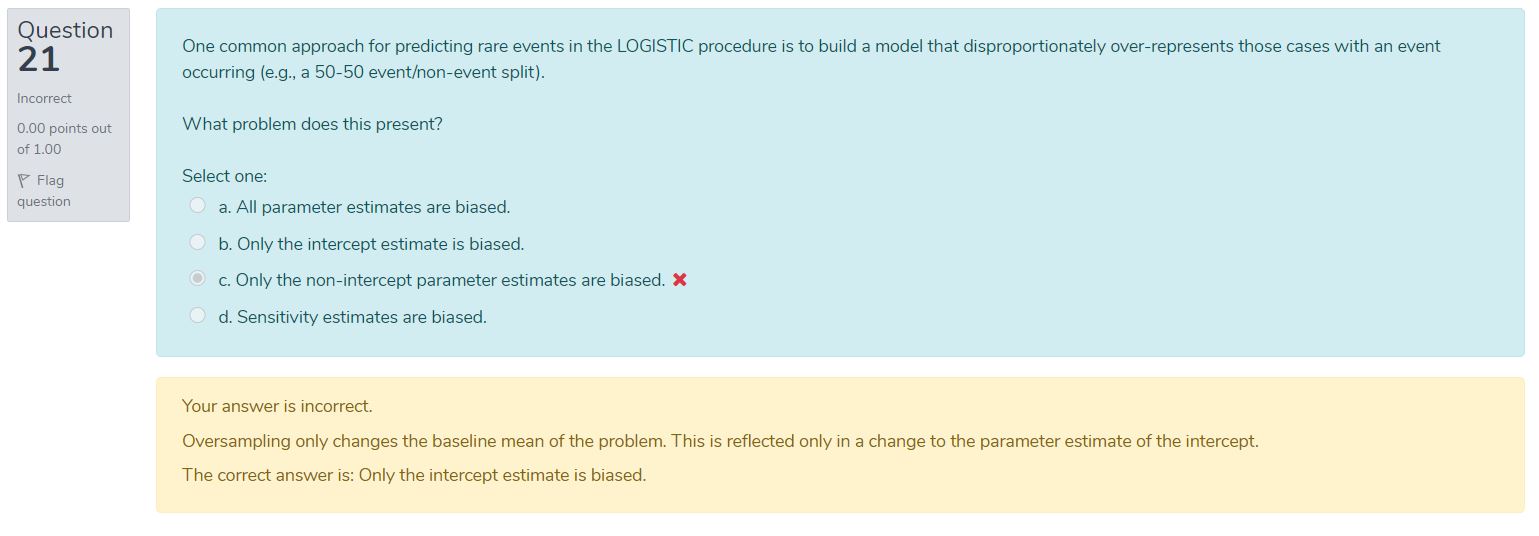 Question
21
Incorrect
0.00 points out
of 1.00
Flag
question
One common approach for predicting rare events in the LOGISTIC procedure is to build a model that disproportionately over-represents those cases with an event
occurring (e.g., a 50-50 event/non-event split).
What problem does this present?
Select one:
a. All parameter estimates are biased.
b. Only the intercept estimate is biased.
c. Only the non-intercept parameter estimates are biased.
d. Sensitivity estimates are biased.
Your answer is incorrect.
Oversampling only changes the baseline mean of the problem. This is reflected only in a change to the parameter estimate of the intercept.
The correct answer is: Only the intercept estimate is biased.